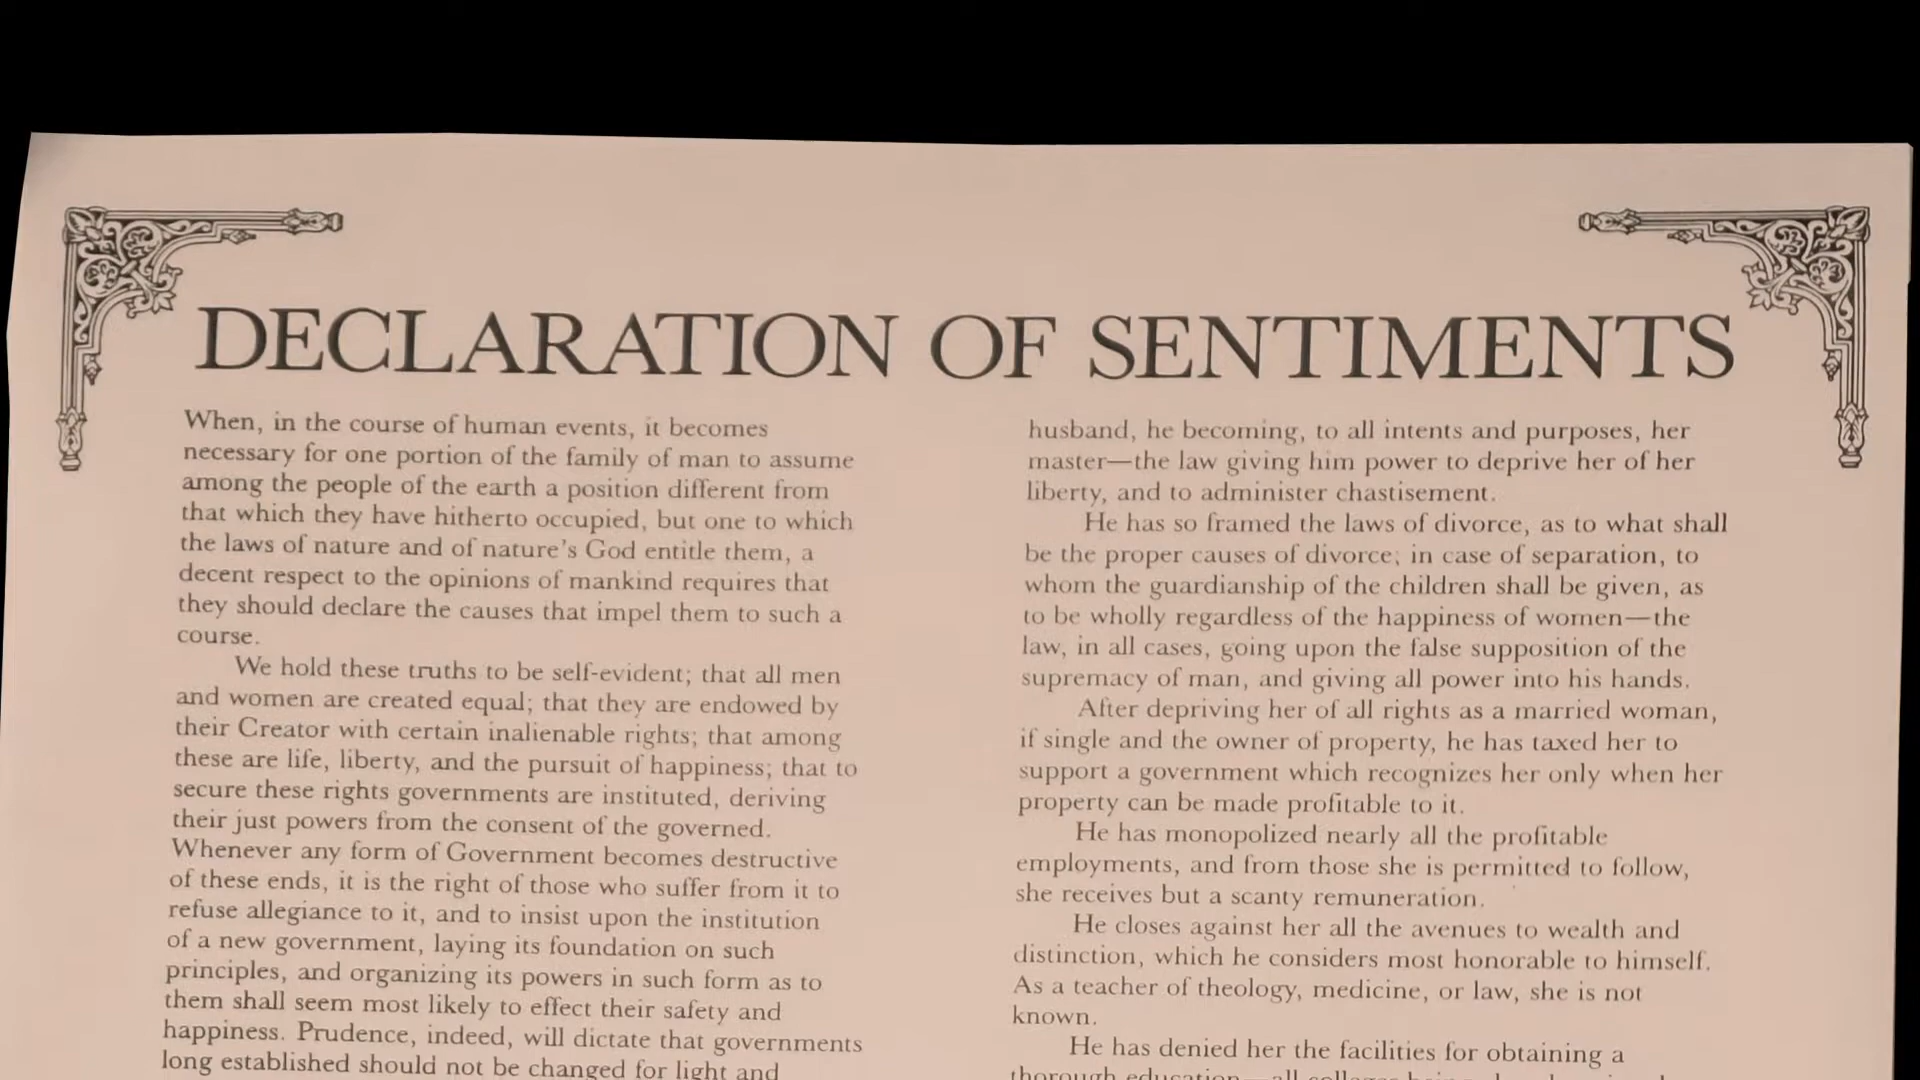 DECLARATION OF SENTIMENTS
When, in the course of human events, it becomes
necessary for one portion of the family of man to assume
among the people of the earth a position different from
that which they have hitherto occupied, but one to which
the laws of nature and of nature's God entitle them, a
decent respect to the opinions of mankind requires that
they should declare the causes that impel them to such a
course.
We hold these truths to be self-evident; that all men
and women are created equal; that they are endowed by
their Creator with certain inalienable rights; that among
these are life, liberty, and the pursuit of happiness; that to
secure these rights governments are instituted, deriving
their just powers from the consent of the governed.
Whenever any form of Government becomes destructive
of these ends, it is the right of those who suffer from it to
refuse allegiance to it, and to insist upon the institution
of a new government, laying its foundation on such
principles, and organizing its powers in such form as to
them shall seem most likely to effect their safety and
happiness. Prudence, indeed, will dictate that governments
long established should not be changed for light and
husband, he becoming, to all intents and purposes, her
master—the law giving him power to deprive her of her
liberty, and to administer chastisement.
He has so framed the laws of divorce, as to what shall
be the proper causes of divorce; in case of separation, to
whom the guardianship of the children shall be given, as
to be wholly regardless of the happiness of women—the
law, in all cases, going upon the false supposition of the
supremacy of man, and giving all power into his hands.
After depriving her of all rights as a married woman,
if single and the owner of property, he has taxed her to
support a government which recognizes her only when her
property can be made profitable to it.
He has monopolized nearly all the profitable
employments, and from those she is permitted to follow,
she receives but a scanty remuneration.
He closes against her all the avenues to wealth and
distinction, which he considers most honorable to himself.
As a teacher of theology, medicine, or law, she is not
known.
He has denied her the facilities for obtaining a
thorough education—all colleges